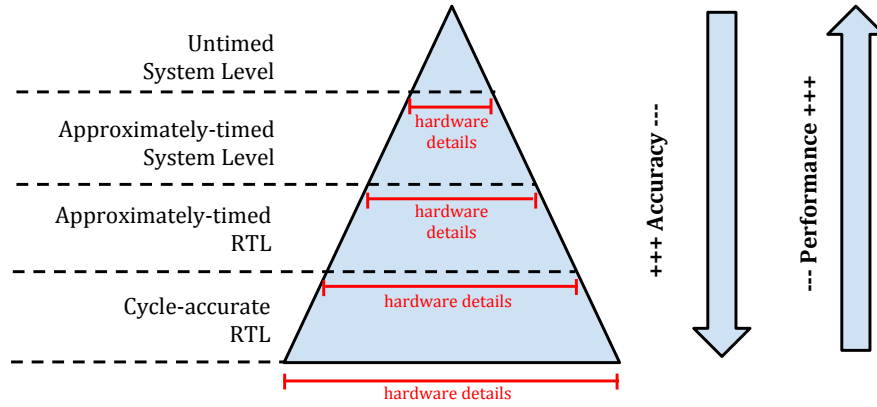 Untimed
System Level
hardware
details
Approximately-timed
System Level
hardware
details
Approximately-timed
RTL
hardware details
Cycle-accurate
RTL
hardware details
+++ Accuracy ---
--- Performance +++